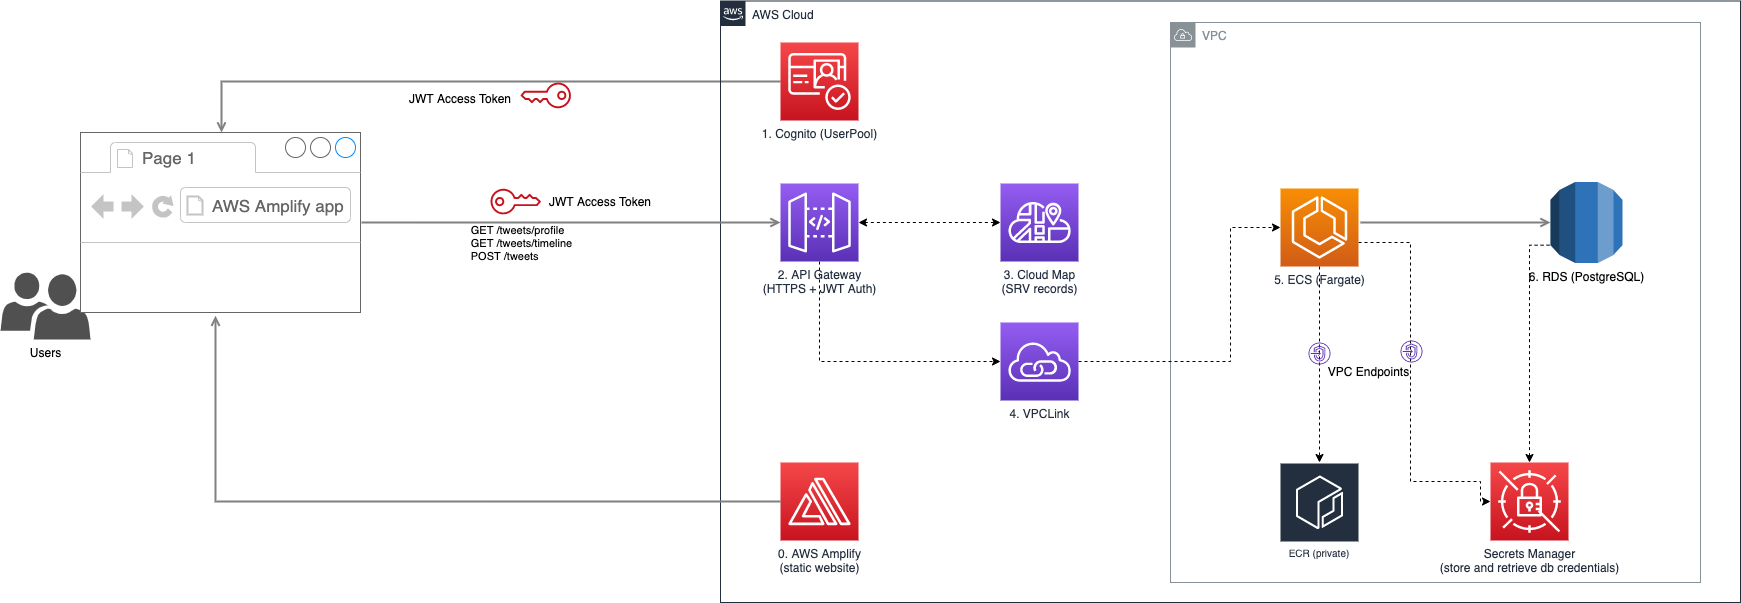 aws
AWS Cloud
VPC
JWT Access Token
1. Cognito (UserPool)
Page 1
AWS Amplify app
JWT Access Token
GET /tweets/profile
GET /tweets/timeline
POST /tweets
</>
2. API Gateway
(HTTPS + JWT Auth)
3. Cloud Map
(SRV records)
5. ECS (Fargate)
6. RDS (PostgreSQL)
Users
VPC Endpoints
4. VPCLink
0. AWS Amplify
(static website)
ECR (private)
Secrets Manager
(store and retrieve db credentials)